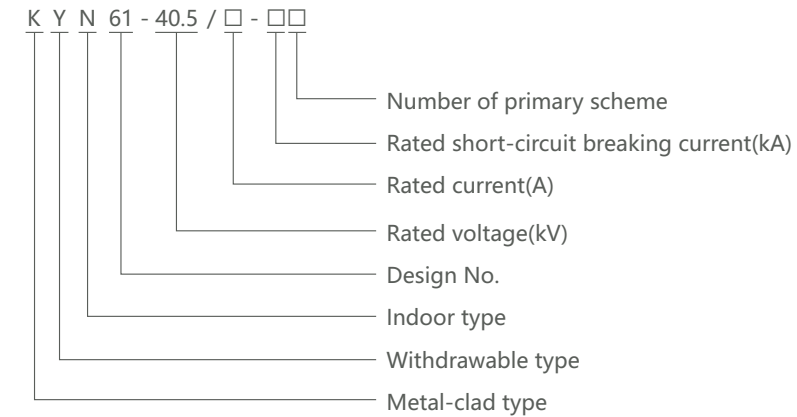 K Y N 61 - 40.5 / □ - □□
Number of primary scheme
Rated short-circuit breaking current(kA)
Rated current(A)
Rated voltage(kV)
Design No.
Indoor type
Withdrawable type
Metal-clad type